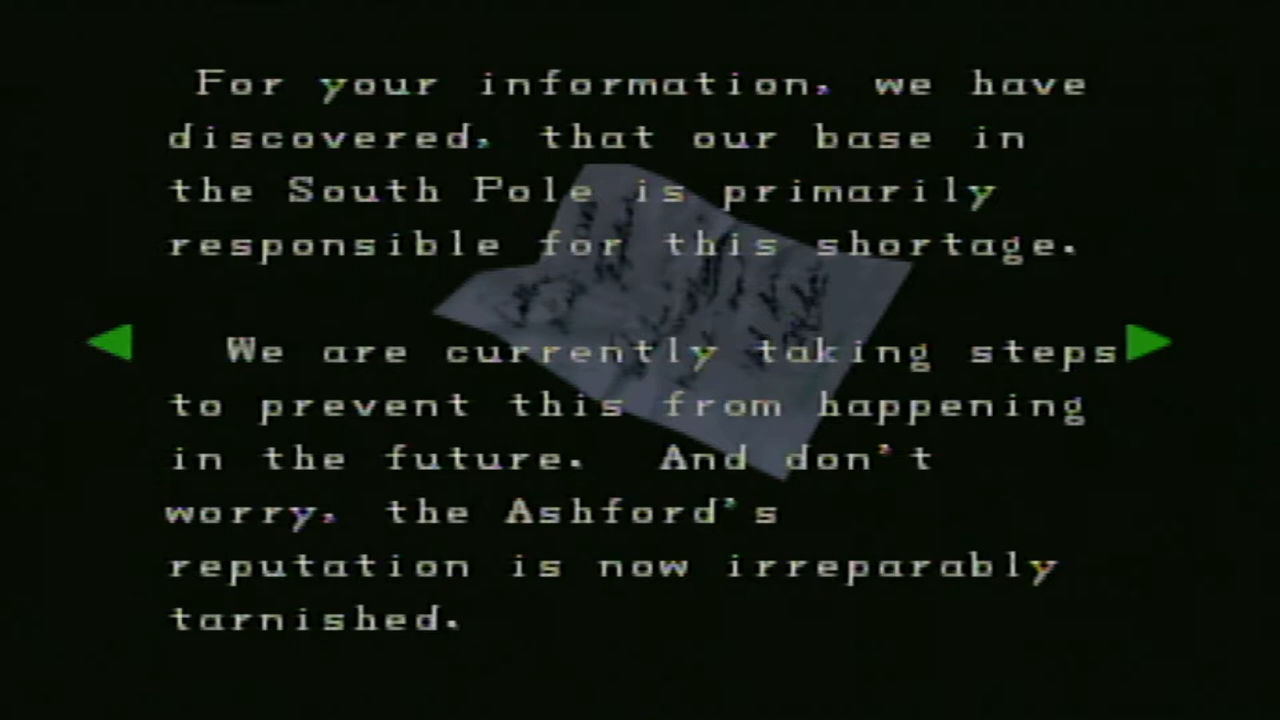 For your information, we have
discovered, that our base in
the South Pole is primarily
responsible for this shortage.
We are currently taking steps
to prevent this from happening
in the future. And don't
worry, the Ashford's
reputation is now irreparably
tarnished.